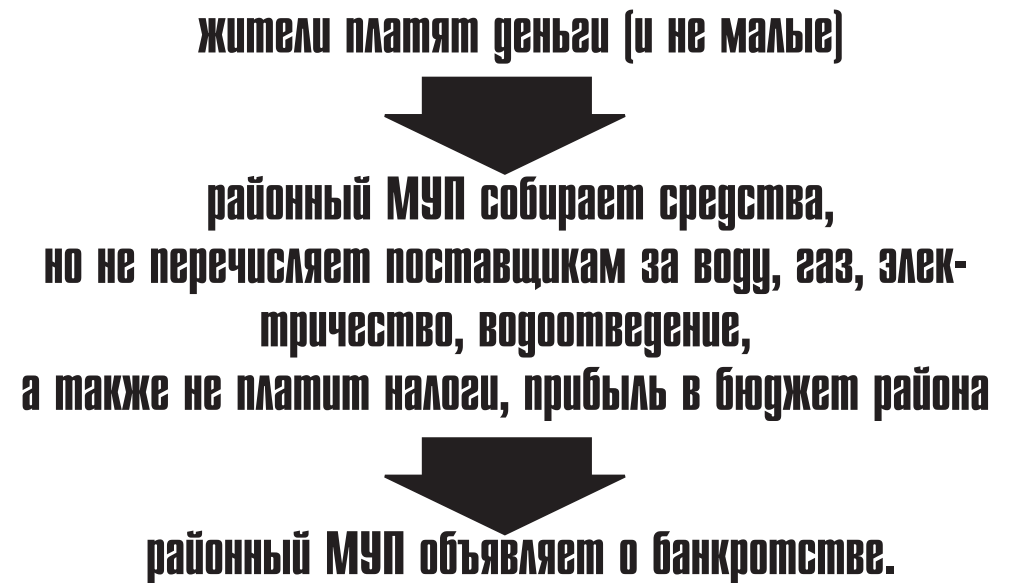 жители платят деньги (и не малые)
районный МУП собирает средства,
но не перечисляет поставщикам за воду, газ, элек-
тричество, водоотведение,
а также не платит налоги, прибыль в бюджет района
районный МУП объявляет о банкротстве.